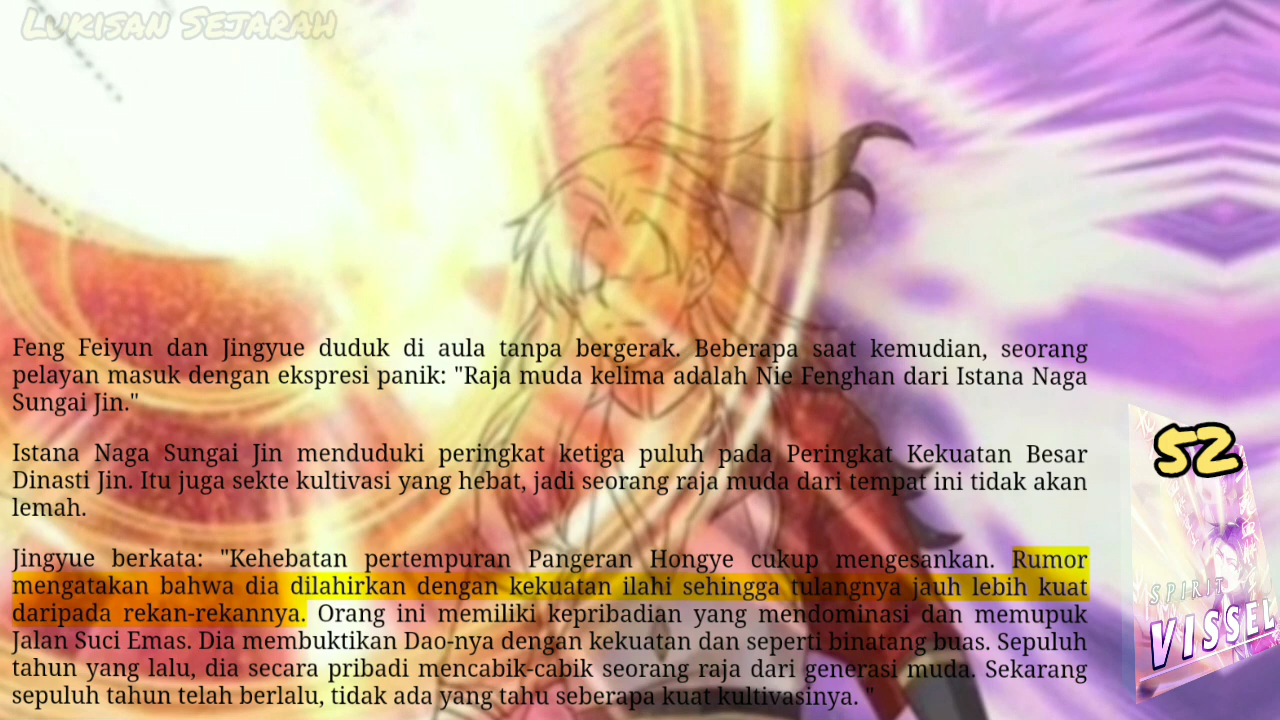 Lukisan Sejarah
Feng Feiyun dan Jingyue duduk di aula tanpa bergerak. Beberapa saat kemudian, seorang
pelayan masuk dengan ekspresi panik: "Raja muda kelima adalah Nie Fenghan dari Istana Naga
Sungai Jin."
Istana Naga Sungai Jin menduduki peringkat ketiga puluh pada Peringkat Kekuatan Besar
Dinasti Jin. Itu juga sekte kultivasi yang hebat, jadi seorang raja muda dari tempat ini tidak akan
lemah.
Jingyue berkata: "Kehebatan pertempuran Pangeran Hongye cukup mengesankan. Rumor
mengatakan bahwa dia dilahirkan dengan kekuatan ilahi sehingga tulangnya jauh lebih kuat
daripada rekan-rekannya. Orang ini memiliki kepribadian yang mendominasi dan memupuk
Jalan Suci Emas. Dia membuktikan Dao-nya dengan kekuatan dan seperti binatang buas. Sepuluh
tahun yang lalu, dia secara pribadi mencabik-cabik seorang raja dari generasi muda. Sekarang
sepuluh tahun telah berlalu, tidak ada yang tahu seberapa kuat kultivasinya. "
52
SPIRIT
VISSEL